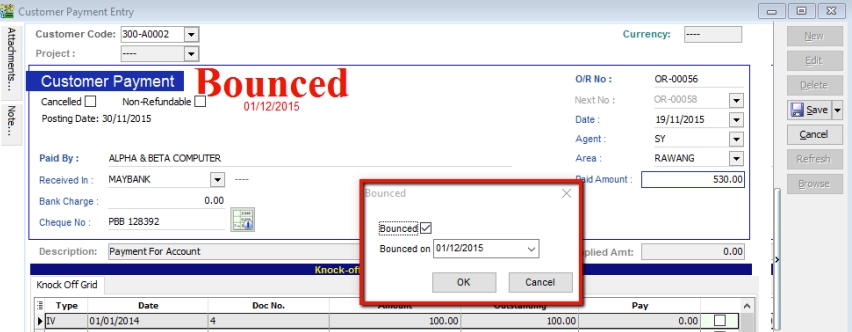 Customer Payment Entry
Attachments...
Note...
Customer Code: 300-A0002
Currency: ----
Project : ----
Customer Payment
Bounced
01/12/2015
Cancelled Non-Refundable
Posting Date: 30/11/2015
Paid By : ALPHA & BETA COMPUTER
Received In : MAYBANK ----
Bank Charge : 0.00
Cheque No : PBB 128392
O/R No : OR-00056
Next No : OR-00058
Date : 19/11/2015
Agent : SY
Area : RAWANG
Paid Amount : 530.00
Description: Payment For Account
0.00
Bounced
Bounced
Bounced on 01/12/2015
OK Cancel
Knock Off Grid
Type Date Doc No. Amount Outstanding Pay
IV 01/01/2014 4 100.00 100.00 0.00
New
Edit
Delete
Save
Cancel
Refresh
Browse